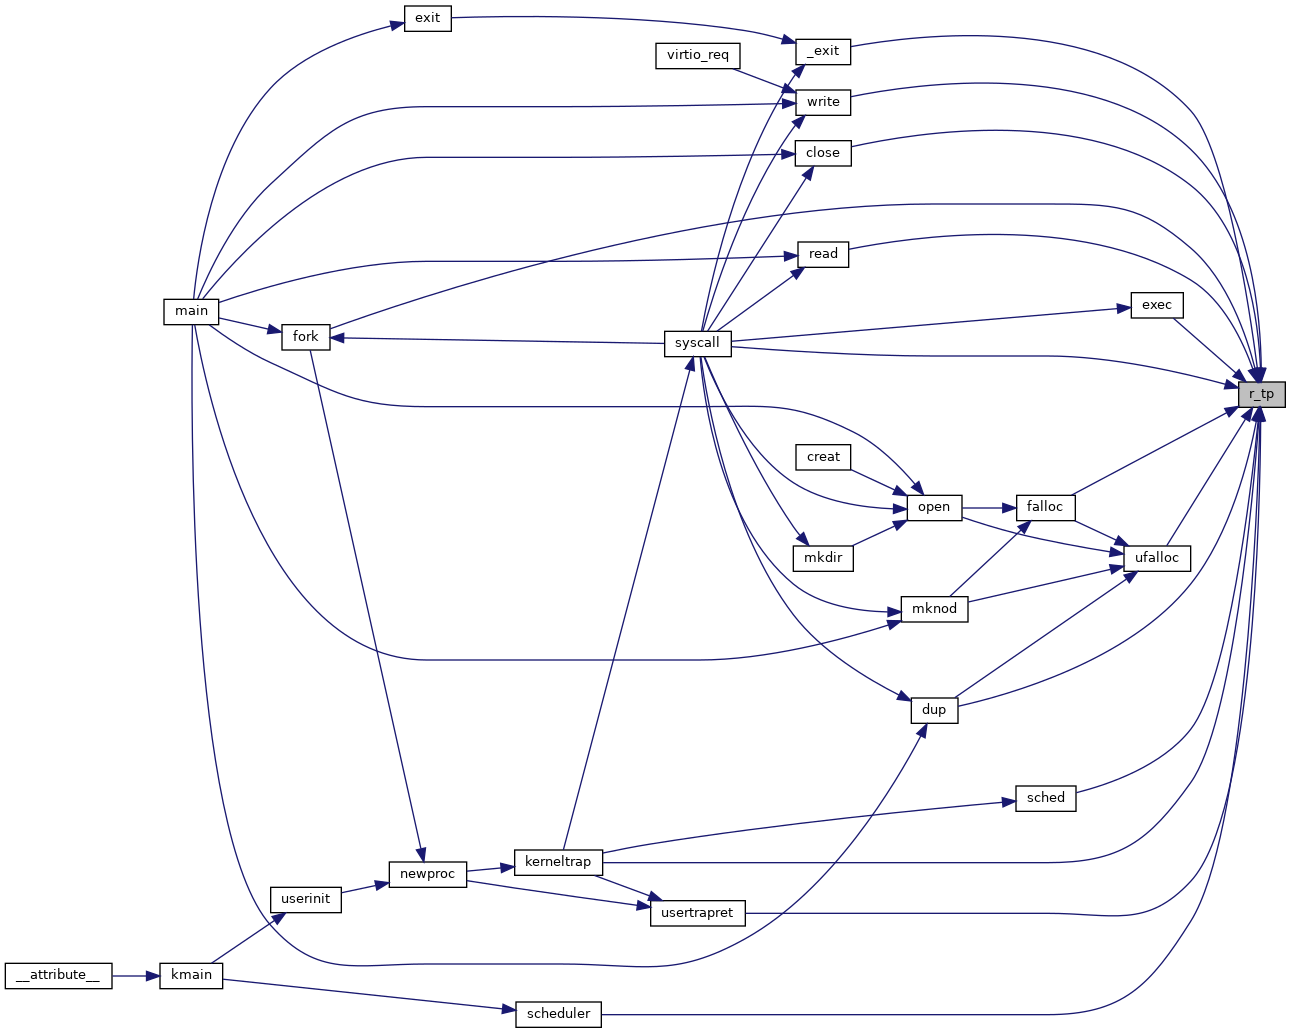 exit
_exit
virtio_req
write
close
read
exec
main
fork
syscall
r_tp
creat
open
falloc
mkdir
ufalloc
mknod
dup
sched
kerneltrap
newproc
userinit
usertrapret
__attribute__
kmain
scheduler